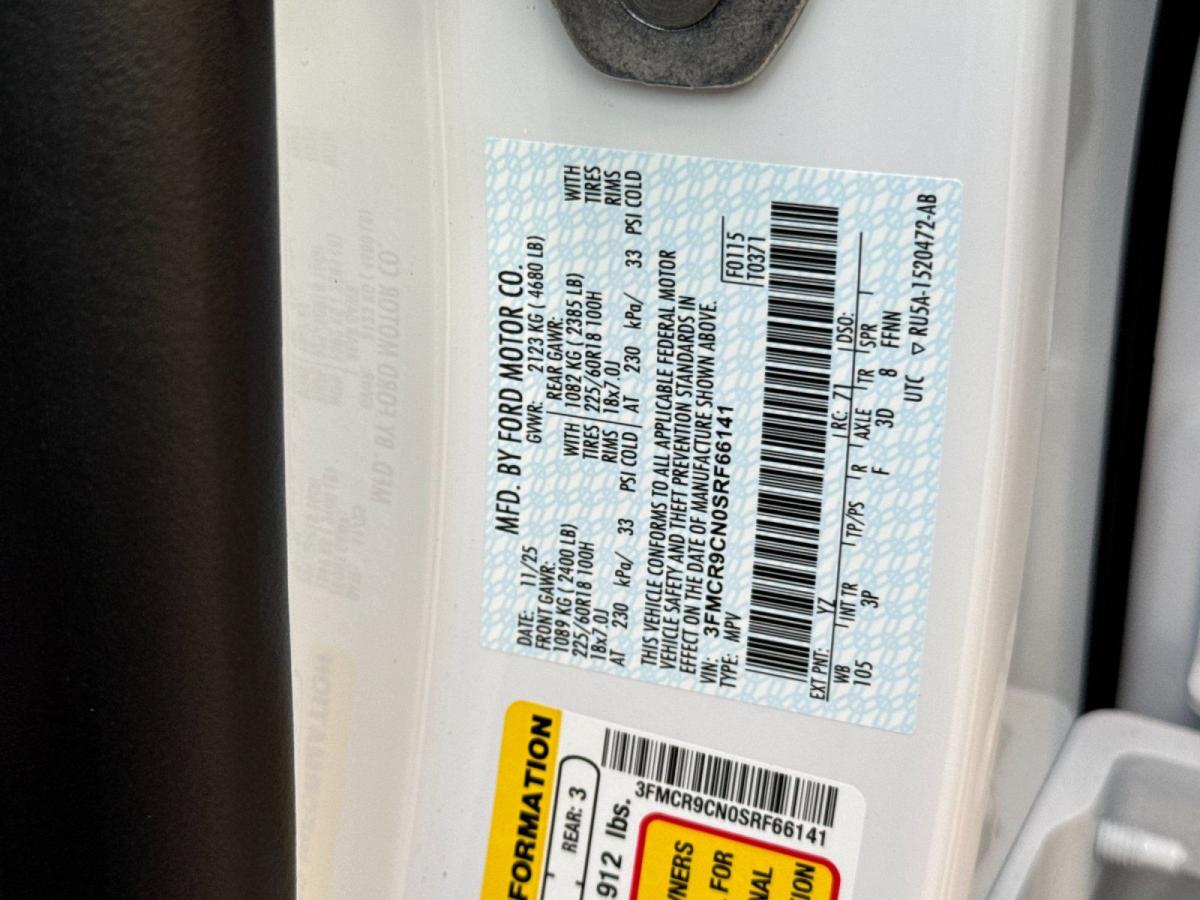 MFD. BY FORD MOTOR CO.
DATE: 11/25 GVWR: 2123 KG ( 4680 LB)
FRONT GAWR: REAR GAWR:
1089 KG ( 2400 LB) WITH 1082 KG ( 2385 LB) WITH
225/60R18 100H TIRES 225/60R18 100H TIRES
18x7.0J RIMS 18x7.0J RIMS
AT 230 kPa/ 33 PSI COLD AT 230 kPa/ 33 PSI COLD
THIS VEHICLE CONFORMS TO ALL APPLICABLE FEDERAL MOTOR
VEHICLE SAFETY AND THEFT PREVENTION STANDARDS IN
EFFECT ON THE DATE OF MANUFACTURE SHOWN ABOVE.
VIN: 3FMCR9CN0SRF66141 F0115
TYPE: MPV T0371
EXT PNT: YZ RC: 71 DSO:
WB INT TR TP/PS R AXLE TR SPR
105 3P F 3D 8 FFNN
UTC ▽ RU5A-1520472-AB
FORMATION
REAR: 3
912 lbs.
3FMCR9CN0SRF66141
WNERS
FOR
NAL
ION